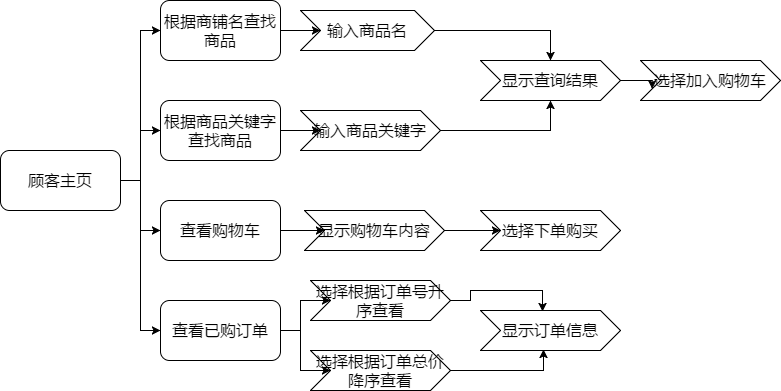 根据商铺名查找
商品
输入商品名
显示查询结果
选择加入购物车
根据商品关键字
查找商品
输入商品关键字
顾客主页
查看购物车
显示购物车内容
选择下单购买
选择根据订单号升
序查看
查看已购订单
显示订单信息
选择根据订单总价
降序查看